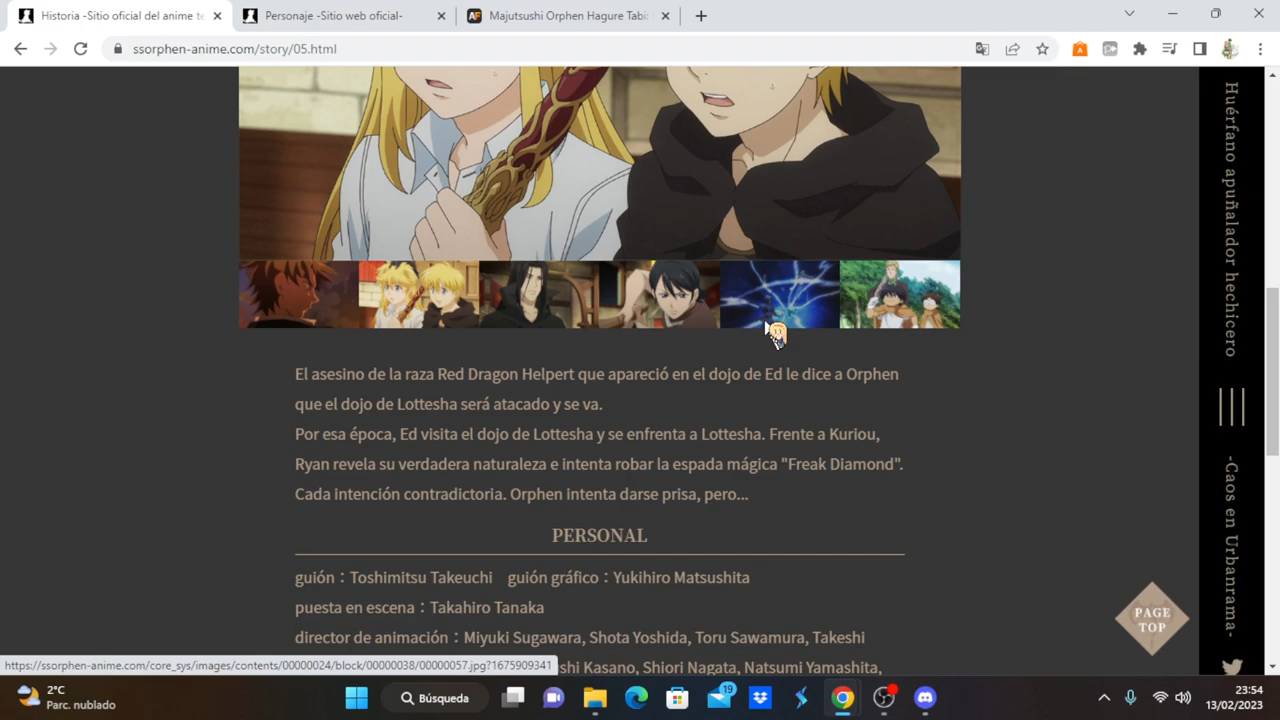 Historia -Sitio oficial del anime te
Personaje -Sitio web oficial-
AF
Majutsushi Orphen Hagure Tabi:
ssorphen-anime.com/story/05.html
El asesino de la raza Red Dragon Helpert que apareció en el dojo de Ed le dice a Orphen
que el dojo de Lottesha será atacado y se va.
Por esa época, Ed visita el dojo de Lottesha y se enfrenta a Lottesha. Frente a Kuriou,
Ryan revela su verdadera naturaleza e intenta robar la espada mágica "Freak Diamond".
Cada intención contradictoria. Orphen intenta darse prisa, pero...
PERSONAL
guión：Toshimitsu Takeuchi guión gráfico：Yukihiro Matsushita
puesta en escena：Takahiro Tanaka
director de animación：Miyuki Sugawara, Shota Yoshida, Toru Sawamura, Takeshi
shi Kasano, Shiori Nagata, Natsumi Yamashita,
https://ssorphen-anime.com/core_sys/images/contents/00000024/block/00000038/00000057.jpg?1675909341
Huérfano apuñalador hechicero
-Caos en Urbanrama-
PAGE
TOP
2°C
Parc. nublado
Búsqueda
19
23:54
13/02/2023